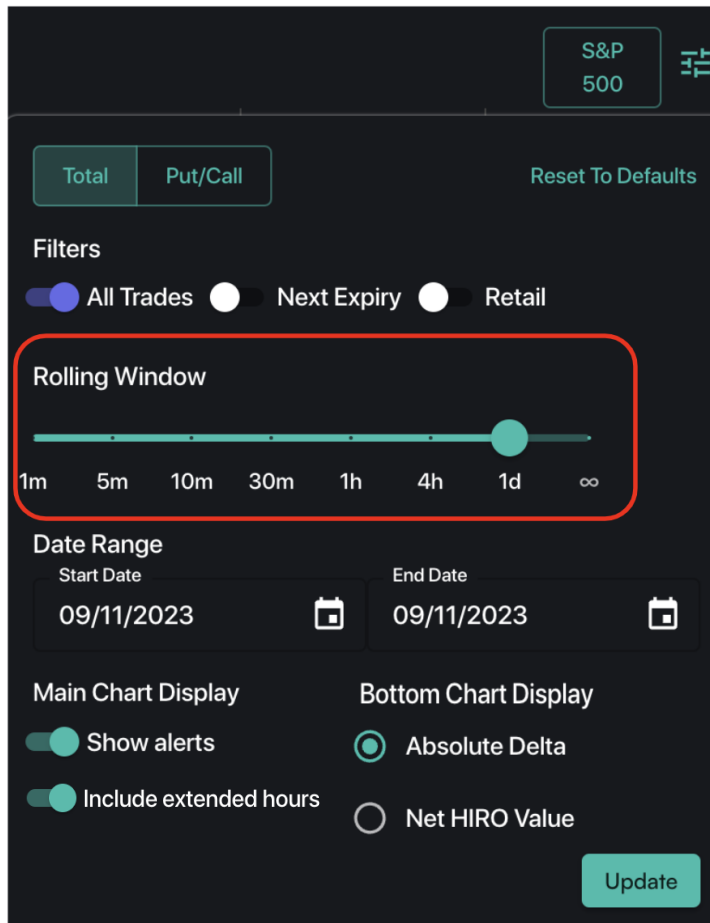 S&P
500
Total Put/Call Reset To Defaults
Filters
All Trades Next Expiry Retail
Rolling Window
1m 5m 10m 30m 1h 4h 1d ∞
Date Range
Start Date End Date
09/11/2023 09/11/2023
Main Chart Display Bottom Chart Display
Show alerts Absolute Delta
Include extended hours Net HIRO Value
Update